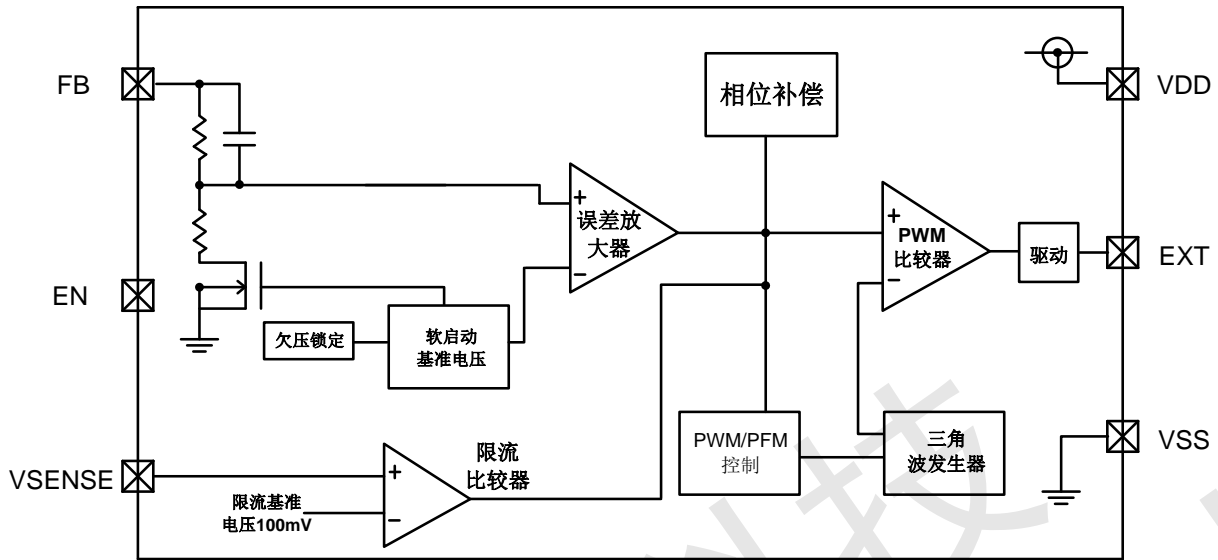 FB
EN
VSENSE
相位补偿
VDD
+
误差放
大器
−
+
PWM
比较器
−
驱动
EXT
欠压锁定
软启动
基准电压
PWM/PFM
控制
三角
波发生器
VSS
+
−
限流
比较器
限流基准
电压100mV
科技